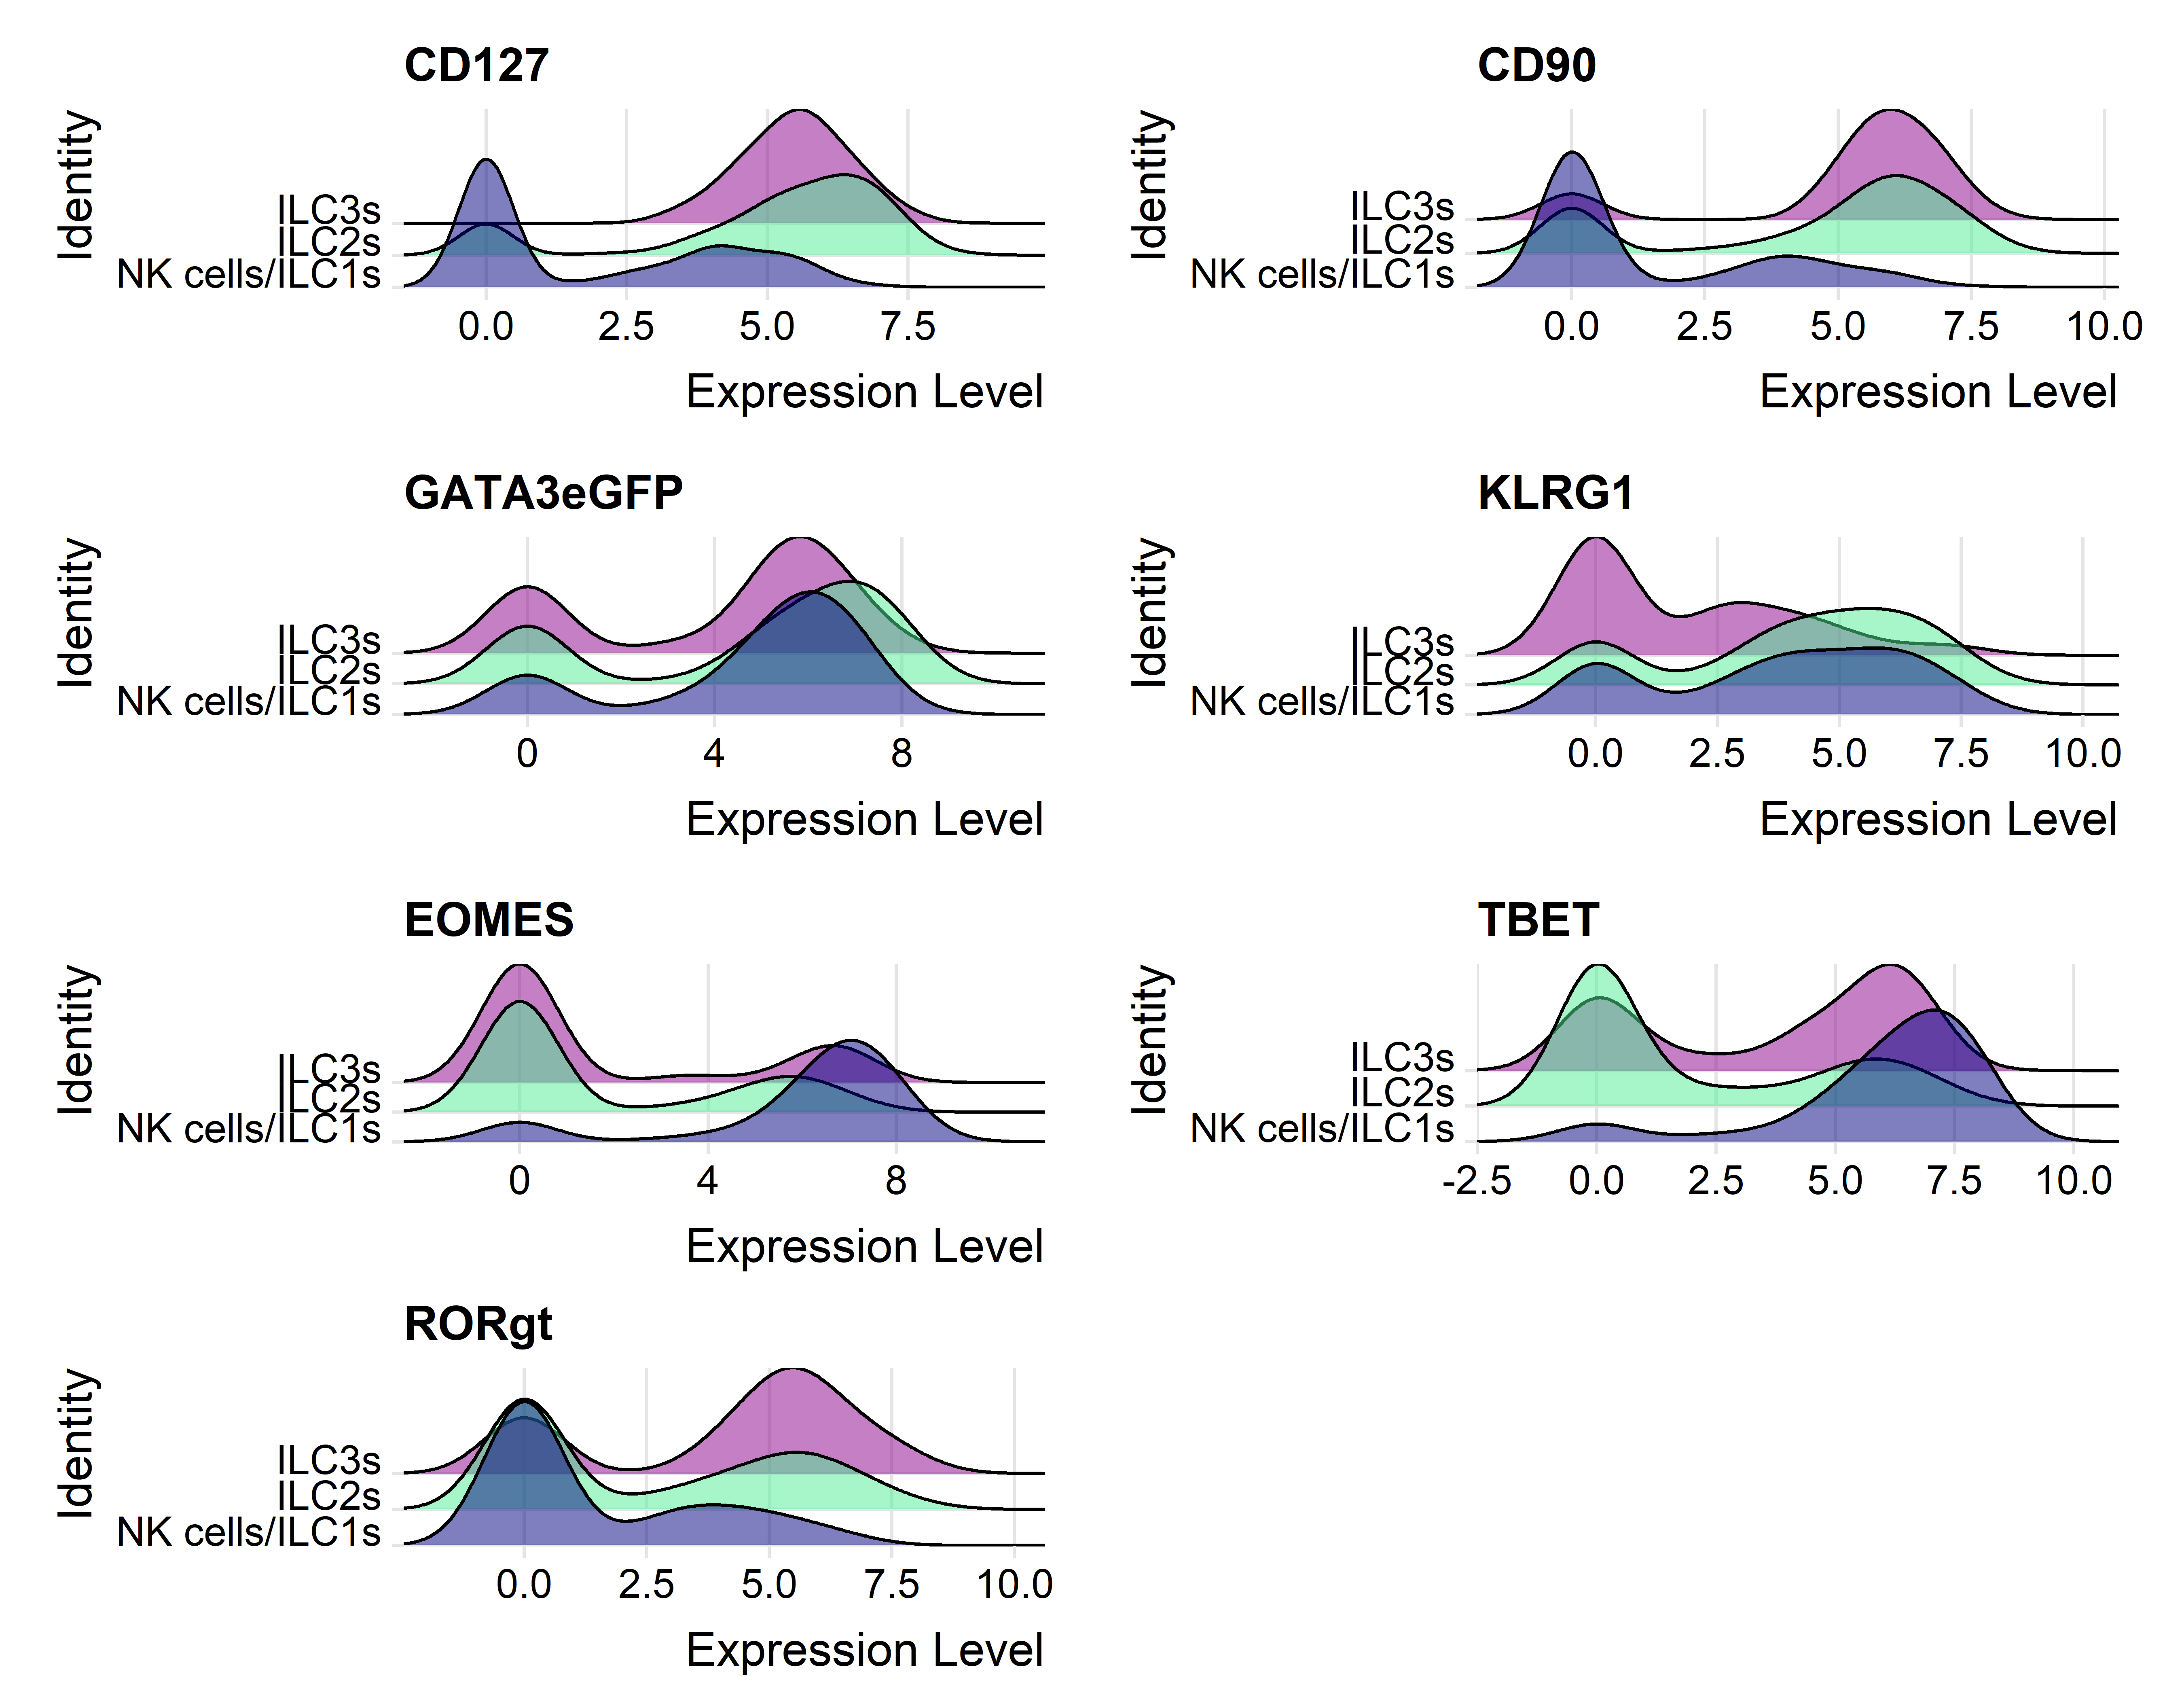 CD127
Identity
ILC3s
ILC2s
NK cells/ILC1s
0.0 2.5 5.0 7.5
Expression Level
CD90
Identity
ILC3s
ILC2s
NK cells/ILC1s
0.0 2.5 5.0 7.5 10.0
Expression Level
GATA3eGFP
Identity
ILC3s
ILC2s
NK cells/ILC1s
0 4 8
Expression Level
KLRG1
Identity
ILC3s
ILC2s
NK cells/ILC1s
0.0 2.5 5.0 7.5 10.0
Expression Level
EOMES
Identity
ILC3s
ILC2s
NK cells/ILC1s
0 4 8
Expression Level
TBET
Identity
ILC3s
ILC2s
NK cells/ILC1s
-2.5 0.0 2.5 5.0 7.5 10.0
RORgt
Identity
ILC3s
ILC2s
NK cells/ILC1s
0.0 2.5 5.0 7.5 10.0
Expression Level